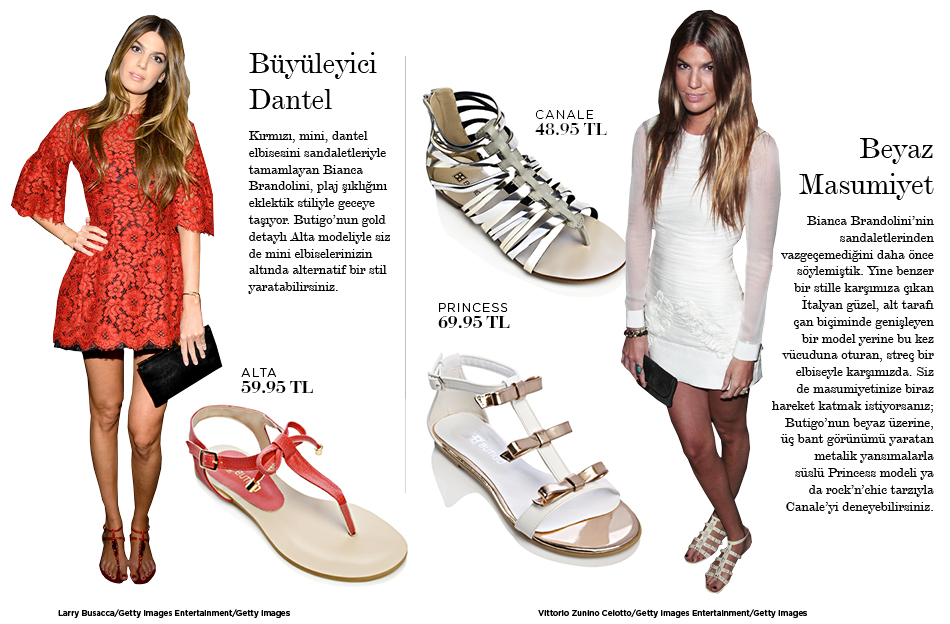 Büyüleyici
Dantel
Kırmızı, mini, dantel
elbisesini sandaletleriyle
tamamlayan Bianca
Brandolini, plaj şıklığını
eklektik stiliyle geceye
taşıyor. Butigo’nun gold
detaylı Alta modeliyle siz
de mini elbiselerinizin
altında alternatif bir stil
yaratabilirsiniz.
ALTA
59.95 TL
CANALE
48.95 TL
PRINCESS
69.95 TL
Beyaz
Masumiyet
Bianca Brandolini’nin
sandaletlerinden
vazgeçemediğini daha önce
söylemiştik. Yine benzer
bir stille karşımıza çıkan
İtalyan güzel, alt tarafı
çan biçiminde genişleyen
bir model yerine bu kez
vücuduna oturan, streç bir
elbiseyle karşımızda. Siz
de masumiyetinize biraz
hareket katmak istiyorsanız;
Butigo’nun beyaz üzerine,
üç bant görünümü yaratan
metalik yansımalarla
süslü Princess modeli ya
da rock’n’chic tarzıyla
Canale’yi deneyebilirsiniz.
Larry Busacca/Getty Images Entertainment/Getty Images
Vittorio Zunino Celotto/Getty Images Entertainment/Getty Images